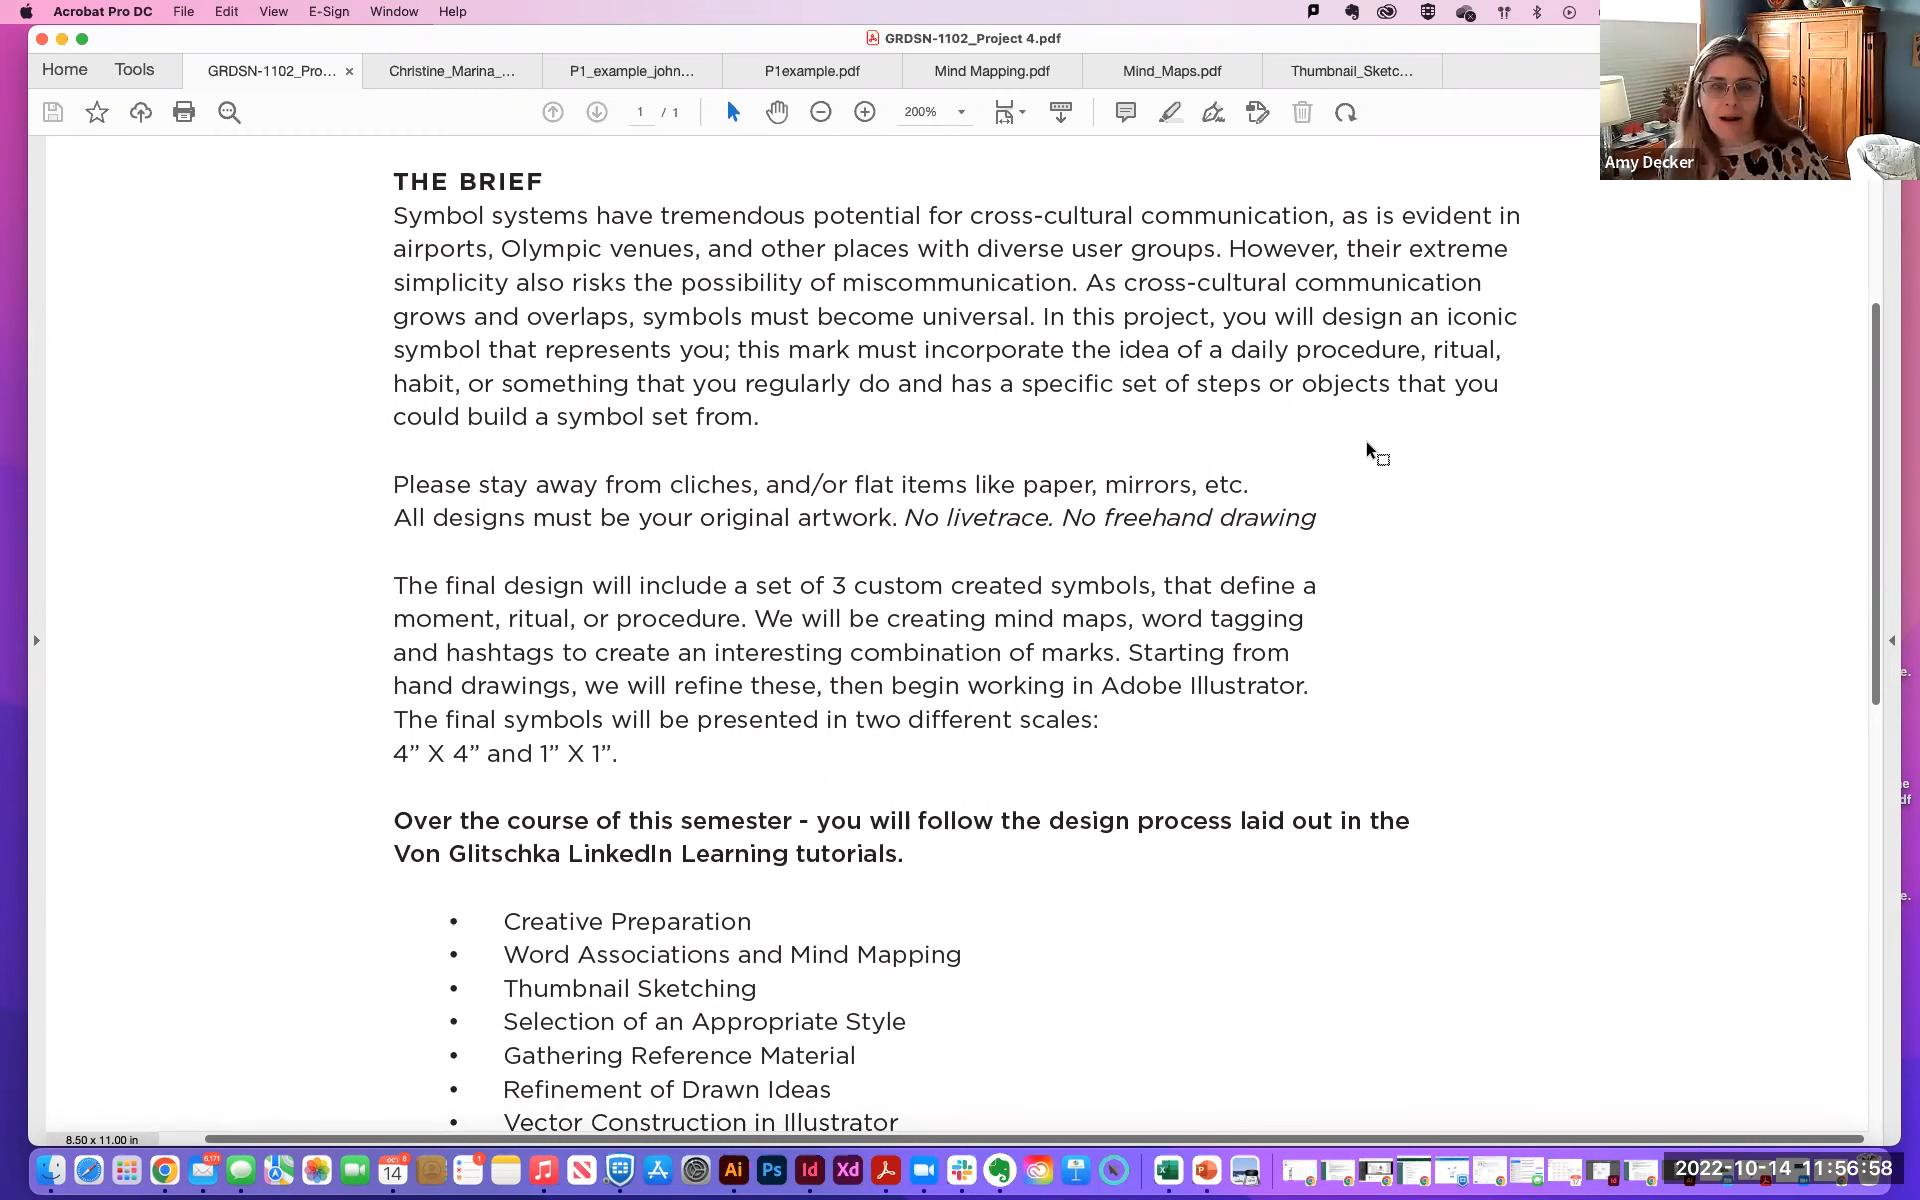 Acrobat Pro DC File Edit View E-Sign Window Help
GRDSN-1102_Project 4.pdf
Home Tools GRDSN-1102_Pro... × Christine_Marina_... P1_example_john... P1example.pdf Mind Mapping.pdf Mind_Maps.pdf Thumbnail_Sketc...
1 / 1 200%
Amy Decker
THE BRIEF
Symbol systems have tremendous potential for cross-cultural communication, as is evident in
airports, Olympic venues, and other places with diverse user groups. However, their extreme
simplicity also risks the possibility of miscommunication. As cross-cultural communication
grows and overlaps, symbols must become universal. In this project, you will design an iconic
symbol that represents you; this mark must incorporate the idea of a daily procedure, ritual,
habit, or something that you regularly do and has a specific set of steps or objects that you
could build a symbol set from.
Please stay away from cliches, and/or flat items like paper, mirrors, etc.
All designs must be your original artwork. No livetrace. No freehand drawing
The final design will include a set of 3 custom created symbols, that define a
moment, ritual, or procedure. We will be creating mind maps, word tagging
and hashtags to create an interesting combination of marks. Starting from
hand drawings, we will refine these, then begin working in Adobe Illustrator.
The final symbols will be presented in two different scales:
4” X 4” and 1” X 1”.
Over the course of this semester - you will follow the design process laid out in the
Von Glitschka LinkedIn Learning tutorials.
• Creative Preparation
• Word Associations and Mind Mapping
• Thumbnail Sketching
• Selection of an Appropriate Style
• Gathering Reference Material
• Refinement of Drawn Ideas
• Vector Construction in Illustrator
8.50 x 11.00 in
6,171
OCT 8
14
1
Ai Ps Id Xd
2022-10-14 11:56:58